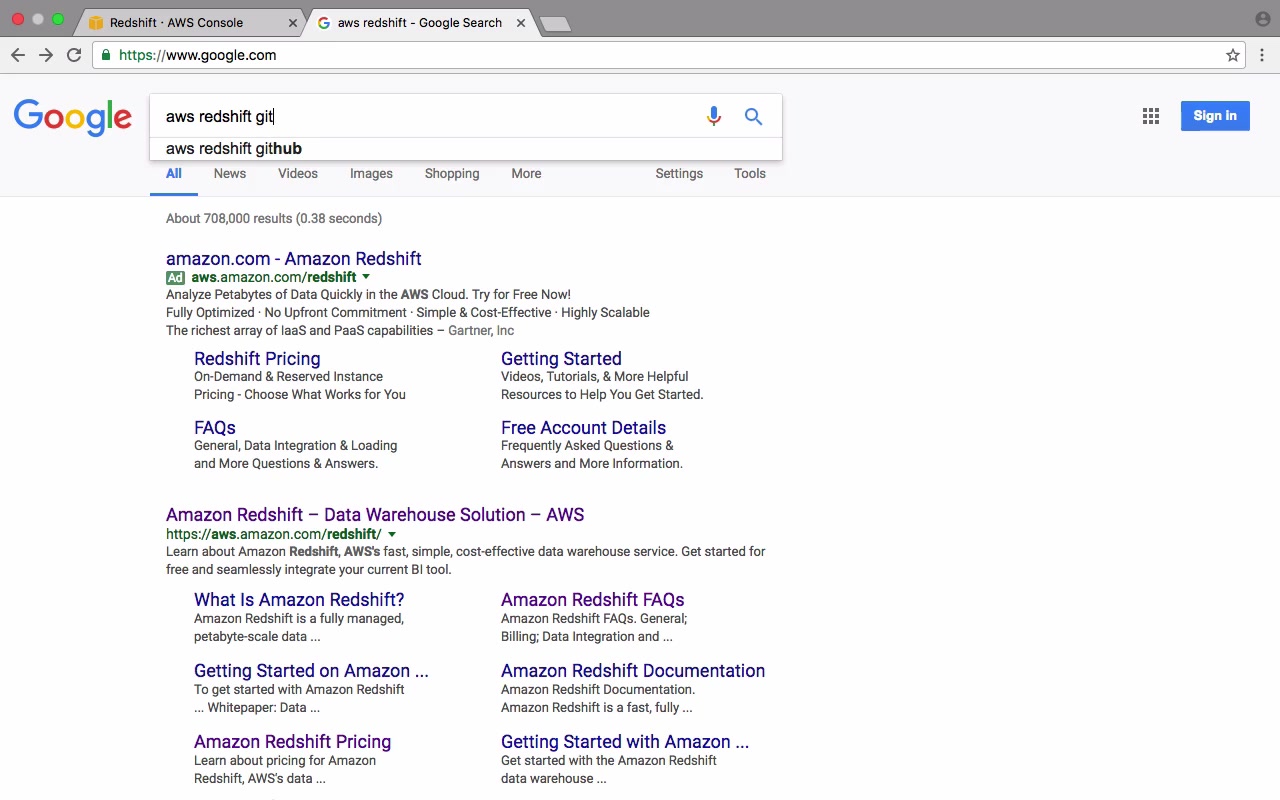 Redshift · AWS Console
aws redshift - Google Search
https://www.google.com
Google
aws redshift git
Sign in
aws redshift github
All News Videos Images Shopping More Settings Tools
About 708,000 results (0.38 seconds)
amazon.com - Amazon Redshift
Ad aws.amazon.com/redshift
Analyze Petabytes of Data Quickly in the AWS Cloud. Try for Free Now!
Fully Optimized · No Upfront Commitment · Simple & Cost-Effective · Highly Scalable
The richest array of IaaS and PaaS capabilities – Gartner, Inc
Redshift Pricing
On-Demand & Reserved Instance
Pricing - Choose What Works for You
Getting Started
Videos, Tutorials, & More Helpful
Resources to Help You Get Started.
FAQs
General, Data Integration & Loading
and More Questions & Answers.
Free Account Details
Frequently Asked Questions &
Answers and More Information.
Amazon Redshift – Data Warehouse Solution – AWS
https://aws.amazon.com/redshift/
Learn about Amazon Redshift, AWS's fast, simple, cost-effective data warehouse service. Get started for
free and seamlessly integrate your current BI tool.
What Is Amazon Redshift?
Amazon Redshift is a fully managed,
petabyte-scale data ...
Amazon Redshift FAQs
Amazon Redshift FAQs. General;
Billing; Data Integration and ...
Getting Started on Amazon ...
To get started with Amazon Redshift
... Whitepaper: Data ...
Amazon Redshift Documentation
Amazon Redshift Documentation.
Amazon Redshift is a fast, fully ...
Amazon Redshift Pricing
Learn about pricing for Amazon
Redshift, AWS's data ...
Getting Started with Amazon ...
Get started with the Amazon Redshift
data warehouse ...